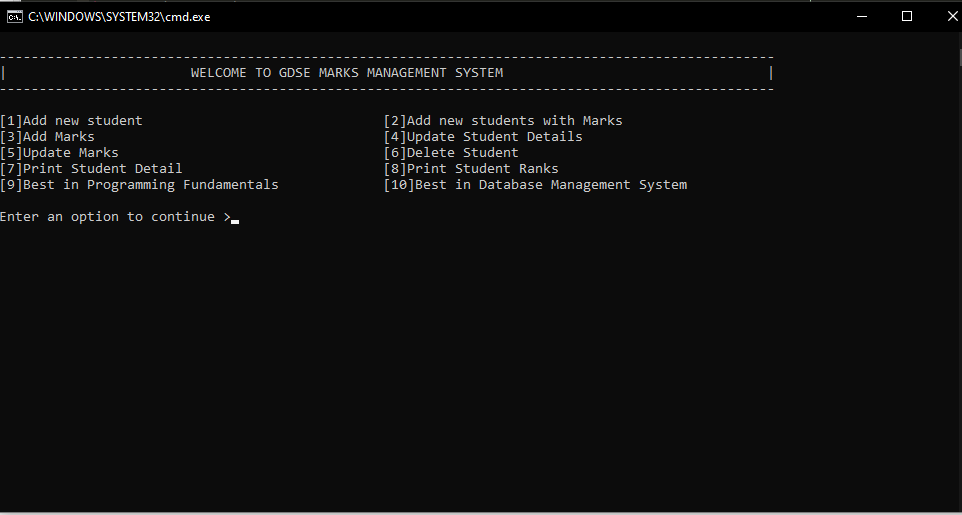 C:\WINDOWS\SYSTEM32\cmd.exe
-------------------------------------------------------------------------------------------------
|                       WELCOME TO GDSE MARKS MANAGEMENT SYSTEM                                 |
-------------------------------------------------------------------------------------------------
[1]Add new student                              [2]Add new students with Marks
[3]Add Marks                                    [4]Update Student Details
[5]Update Marks                                 [6]Delete Student
[7]Print Student Detail                         [8]Print Student Ranks
[9]Best in Programming Fundamentals             [10]Best in Database Management System
Enter an option to continue >